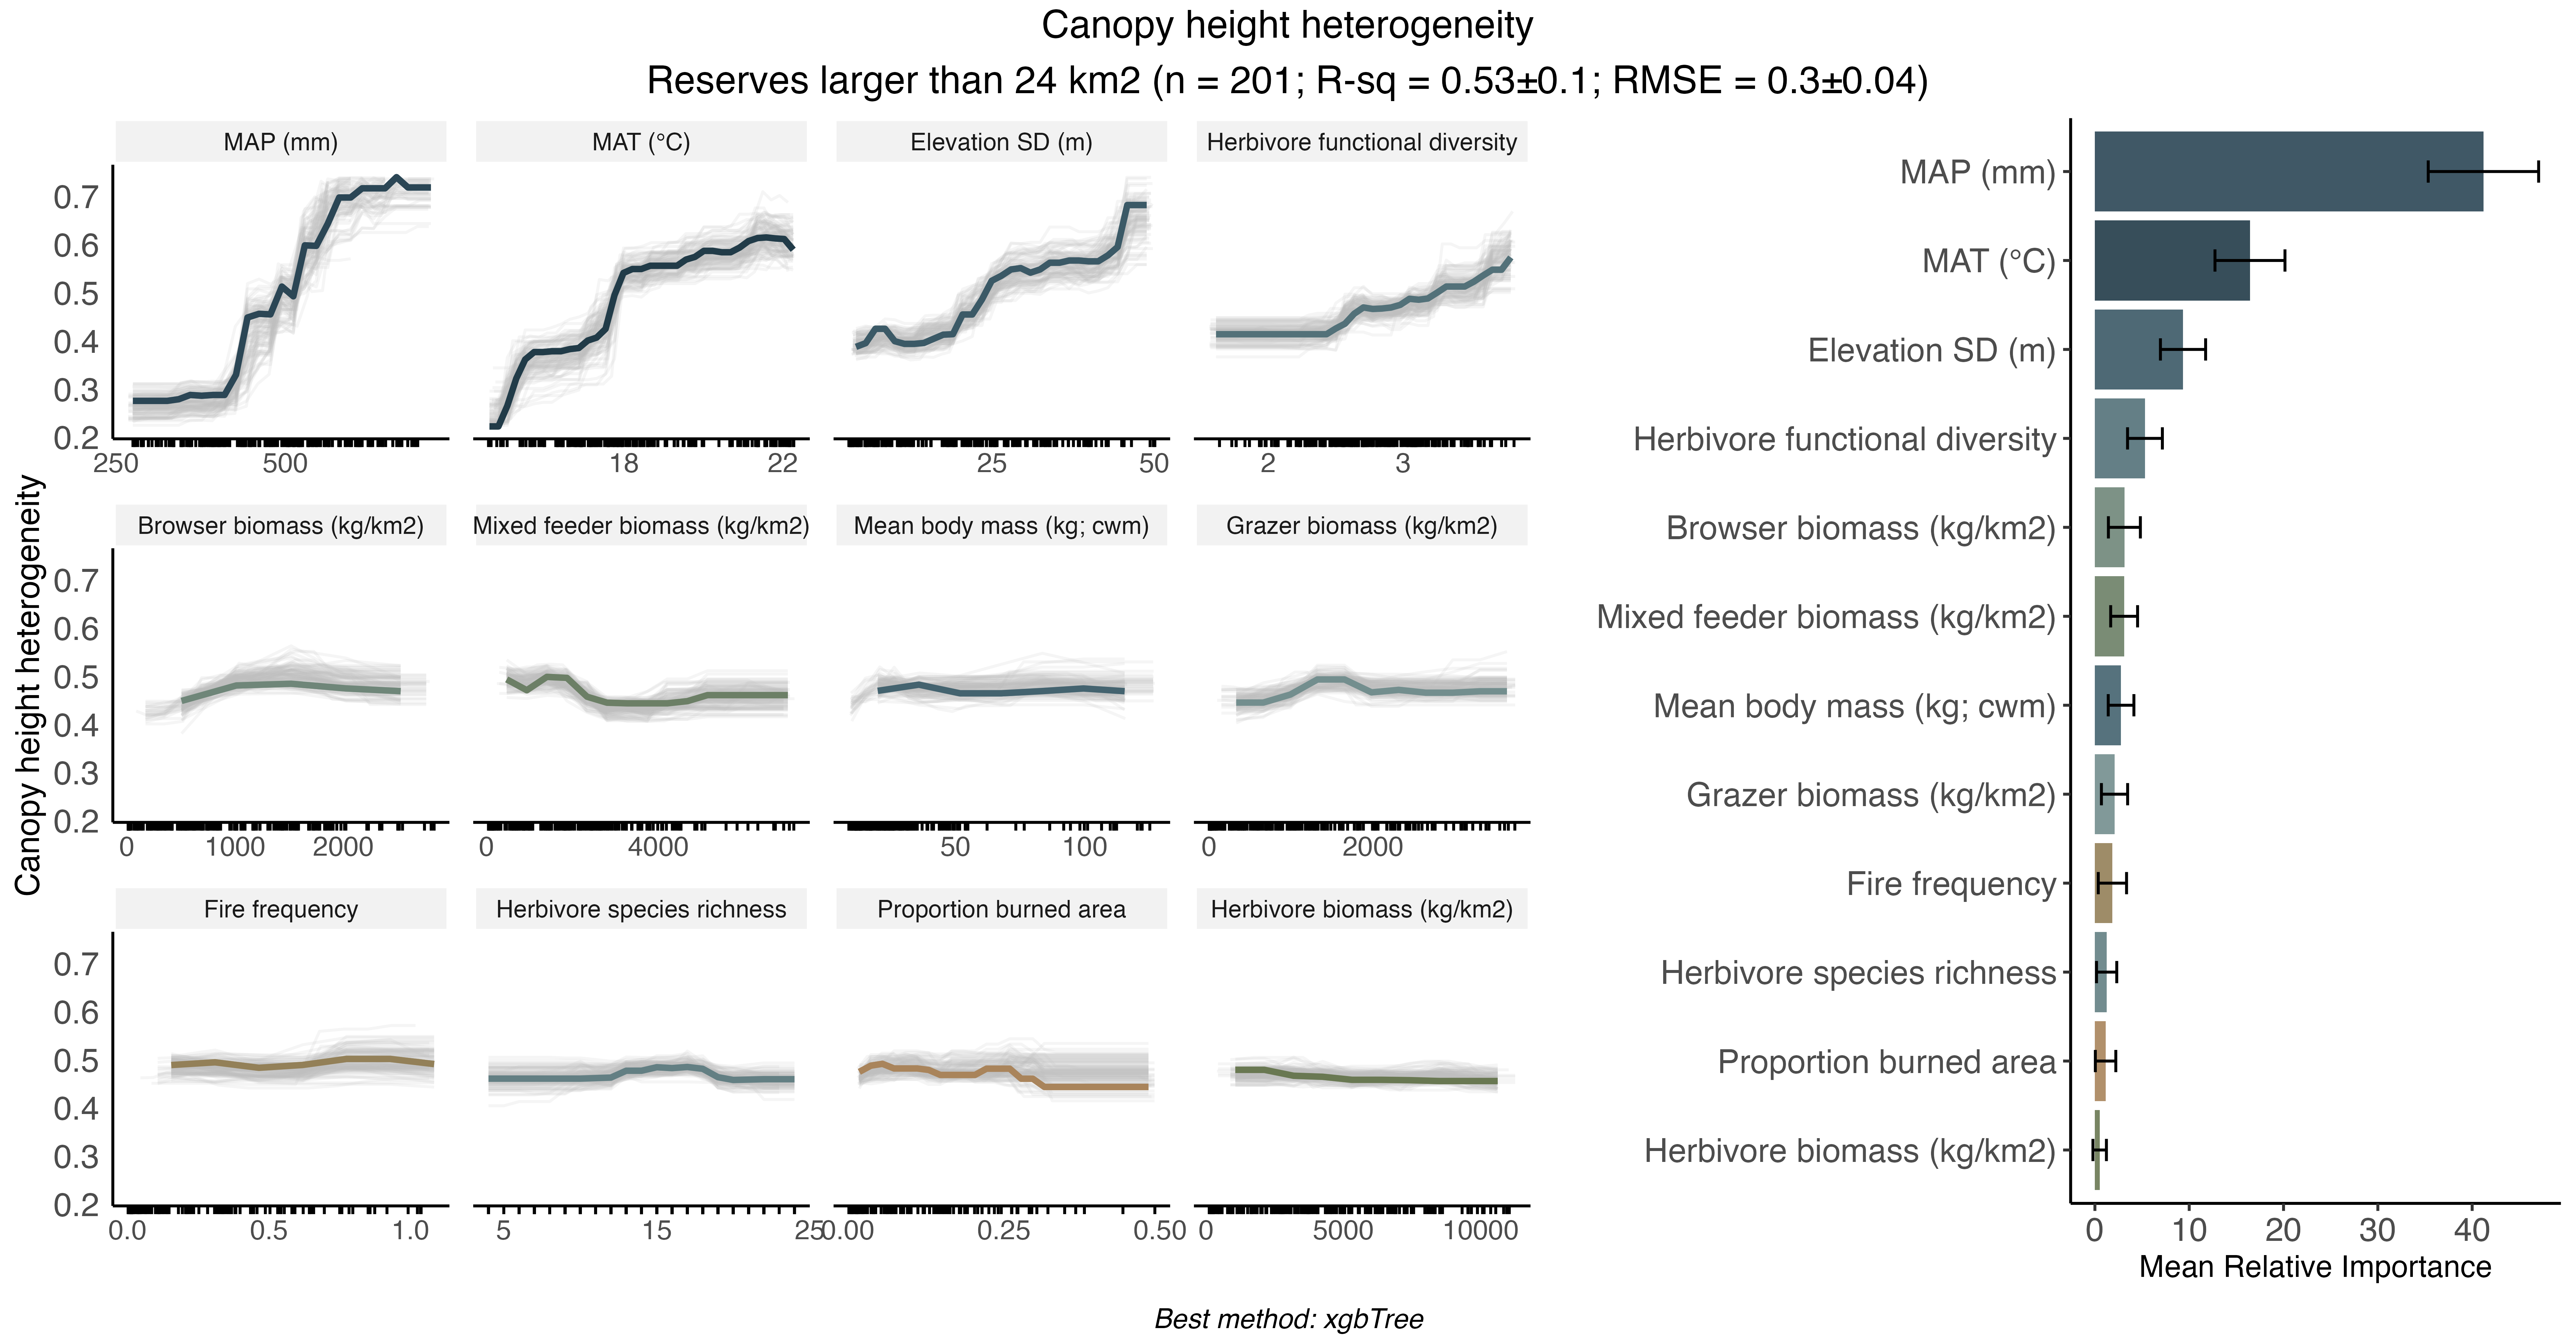 Canopy height heterogeneity
Reserves larger than 24 km2 (n = 201; R-sq = 0.53±0.1; RMSE = 0.3±0.04)
Canopy height heterogeneity
MAP (mm)
MAT (°C)
Elevation SD (m)
Herbivore functional diversity
0.7
0.6
0.5
0.4
0.3
0.2
250 500
18 22
25 50
2 3
Browser biomass (kg/km2)
Mixed feeder biomass (kg/km2)
Mean body mass (kg; cwm)
Grazer biomass (kg/km2)
0.7
0.6
0.5
0.4
0.3
0.2
0 1000 2000
0 4000
50 100
0 2000
Fire frequency
Herbivore species richness
Proportion burned area
Herbivore biomass (kg/km2)
0.7
0.6
0.5
0.4
0.3
0.2
0.0 0.5 1.0
5 15 25
0.00 0.25 0.50
0 5000 10000
MAP (mm)
MAT (°C)
Elevation SD (m)
Herbivore functional diversity
Browser biomass (kg/km2)
Mixed feeder biomass (kg/km2)
Mean body mass (kg; cwm)
Grazer biomass (kg/km2)
Fire frequency
Herbivore species richness
Proportion burned area
Herbivore biomass (kg/km2)
0 10 20 30 40
Mean Relative Importance
Best method: xgbTree